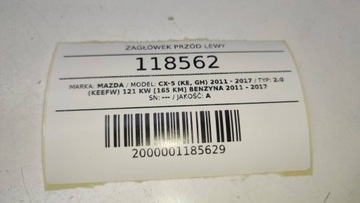 ZAGŁÓWEK PRZÓD LEWY
118562
MARKA: MAZDA / MODEL: CX-5 (KE, GH) 2011 - 2017 / TYP: 2.0
(KEEFW) 121 KW [165 KM] BENZYNA 2011 - 2017
SN: --- / JAKOŚĆ: A
2000001185629